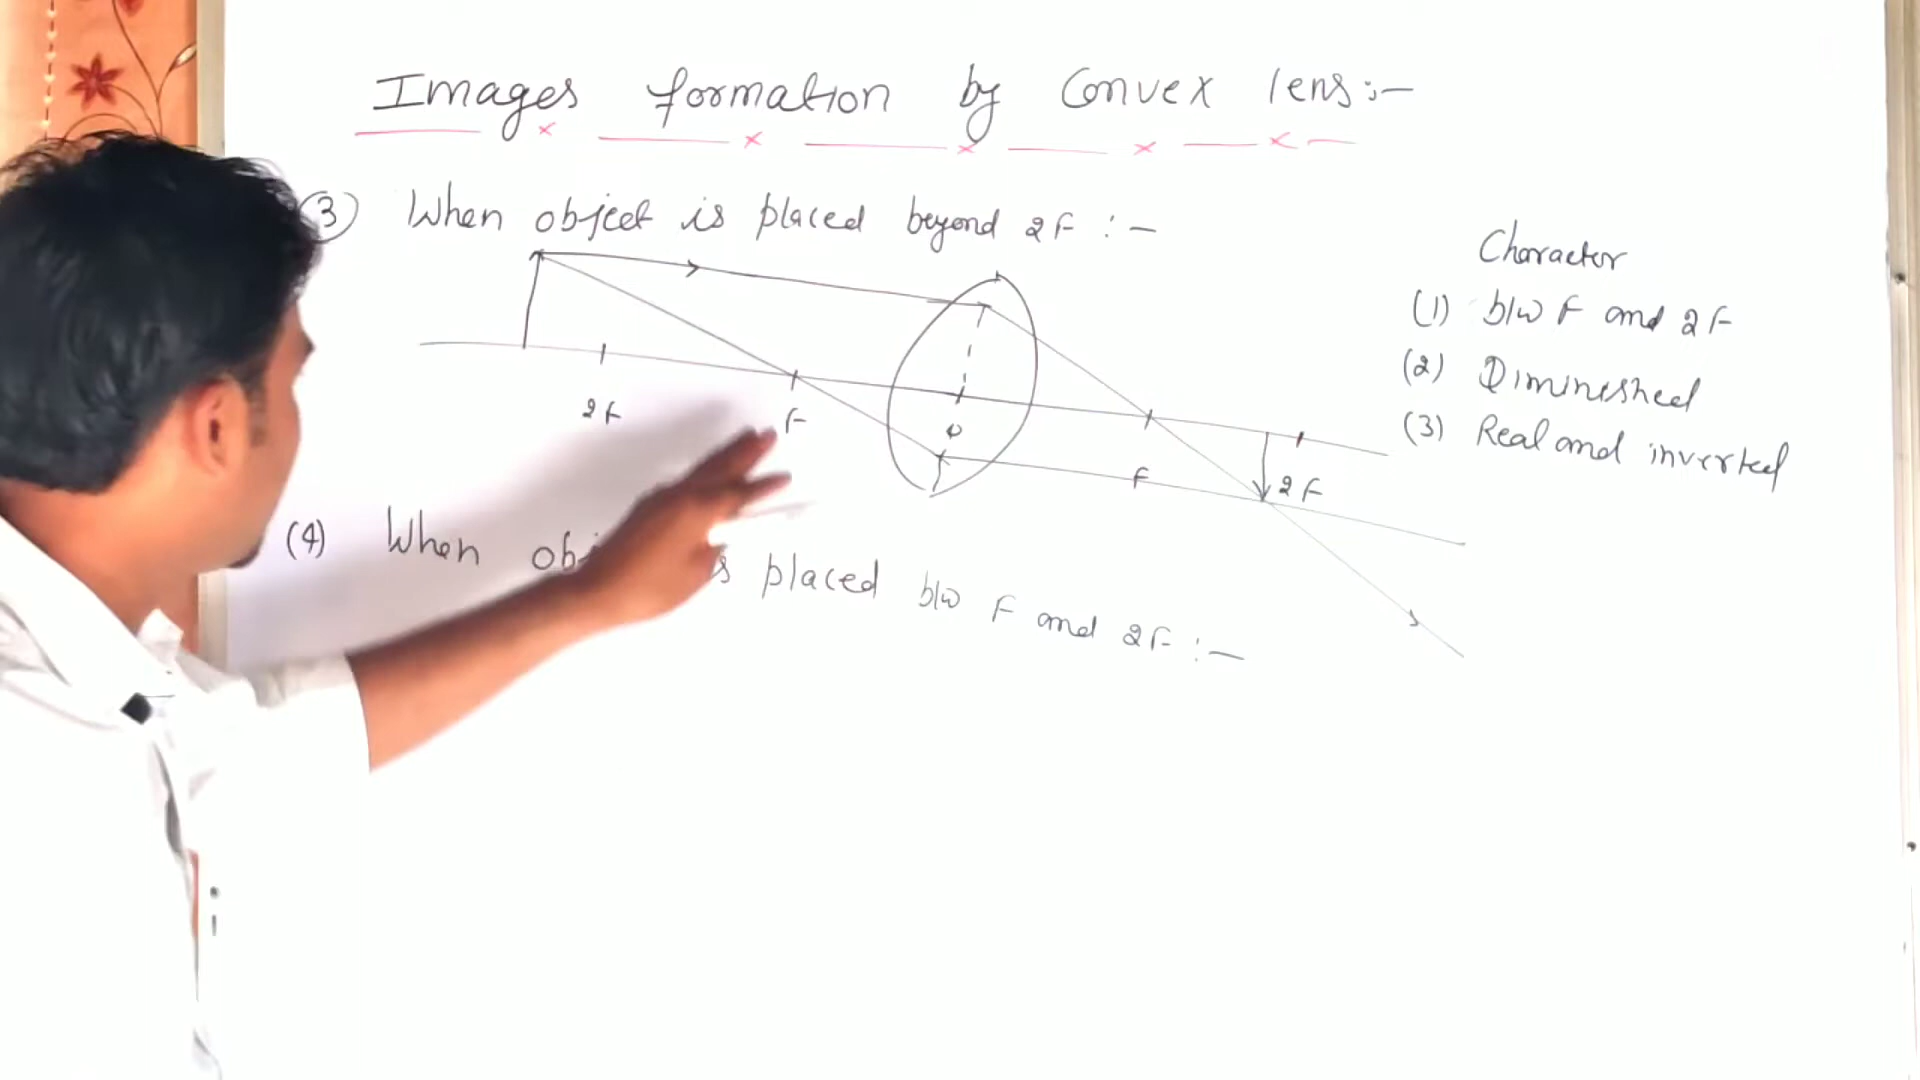 Images formation by Convex lens:-
(3) When object is placed beyond 2F :-
Character
(1) b/w F and 2F
(2) Diminished
(3) Real and inverted
2F F O F 2F
(4) When obj s placed b/w F and 2F :-